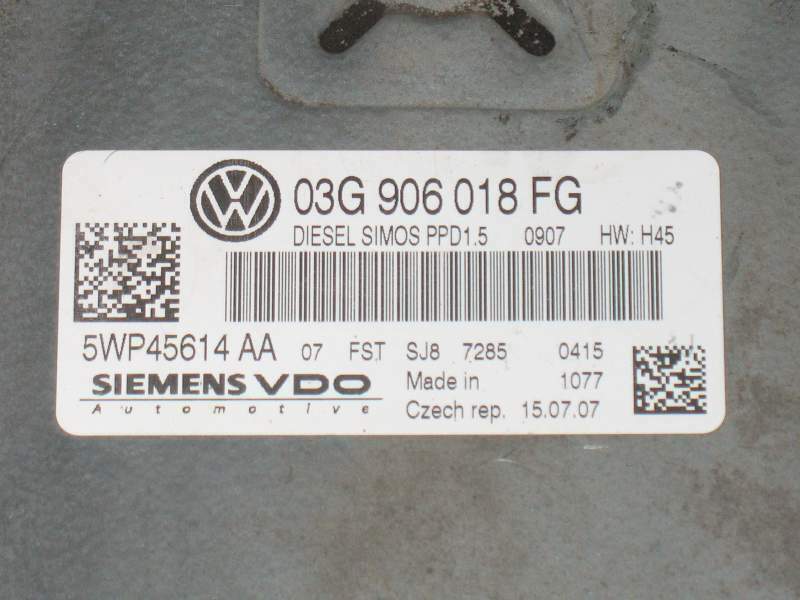 03G 906 018 FG
DIESEL SIMOS PPD1.5 0907 HW: H45
5WP45614 AA 07 FST SJ8 7285 0415
SIEMENS VDO Made in 1077
Automotive Czech rep. 15.07.07